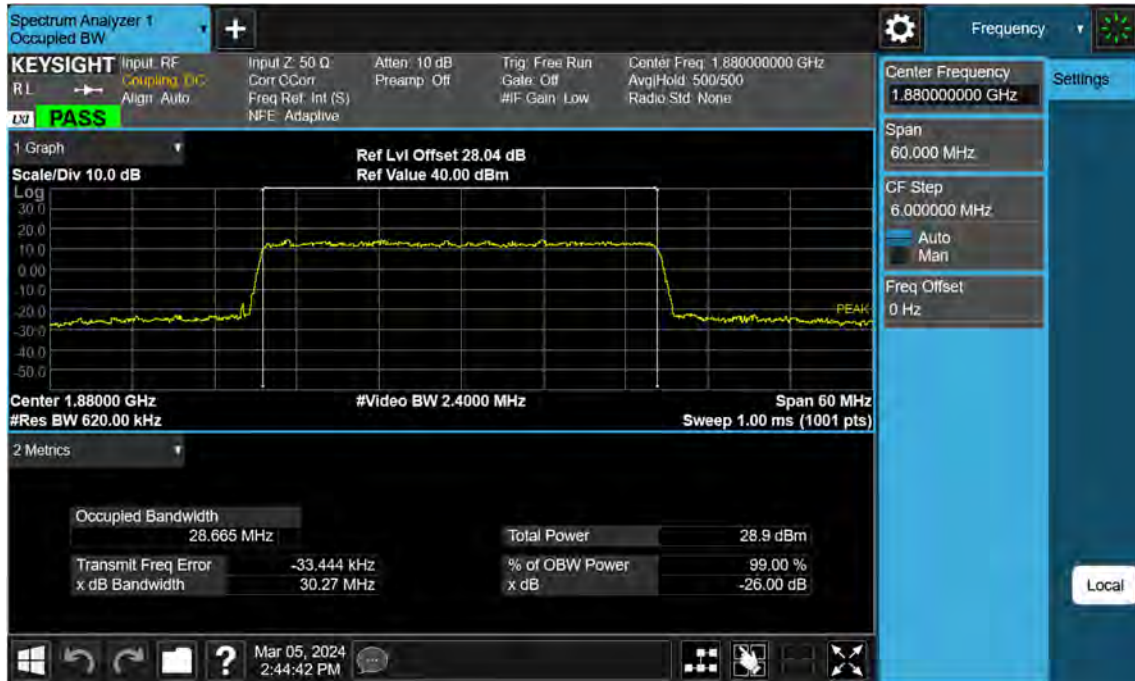 Spectrum Analyzer 1
Occupied BW
+
Frequency
KEYSIGHT Input: RF Input Z: 50 Ω Atten: 10 dB Trig: Free Run Center Freq: 1.880000000 GHz
RL Coupling: DC Corr CCorr Preamp: Off Gate: Off Avg|Hold: 500/500
Align: Auto Freq Ref: Int (S) #IF Gain: Low Radio Std: None
LXI PASS NFE: Adaptive
1 Graph
Ref Lvl Offset 28.04 dB
Scale/Div 10.0 dB Ref Value 40.00 dBm
Log
30.0
20.0
10.0
0.00
-10.0
-20.0
PEAK
-30.0
-40.0
-50.0
Center 1.88000 GHz #Video BW 2.4000 MHz Span 60 MHz
#Res BW 620.00 kHz Sweep 1.00 ms (1001 pts)
2 Metrics
Occupied Bandwidth
28.665 MHz Total Power 28.9 dBm
Transmit Freq Error -33.444 kHz % of OBW Power 99.00 %
x dB Bandwidth 30.27 MHz x dB -26.00 dB
Center Frequency
1.880000000 GHz
Settings
Span
60.000 MHz
CF Step
6.000000 MHz
Auto
Man
Freq Offset
0 Hz
Local
?
Mar 05, 2024
2:44:42 PM